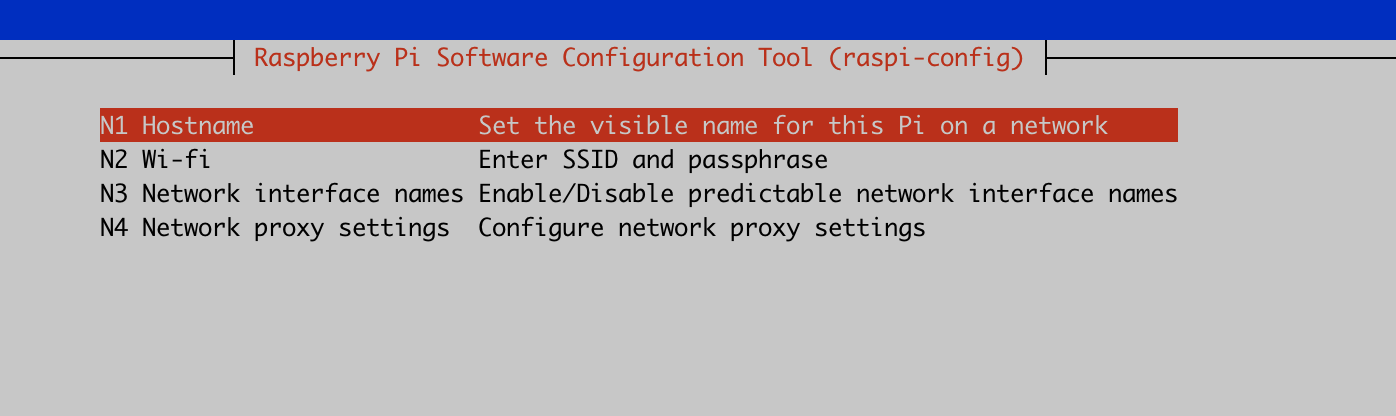 Raspberry Pi Software Configuration Tool (raspi-config)
N1 Hostname Set the visible name for this Pi on a network
N2 Wi-fi Enter SSID and passphrase
N3 Network interface names Enable/Disable predictable network interface names
N4 Network proxy settings Configure network proxy settings